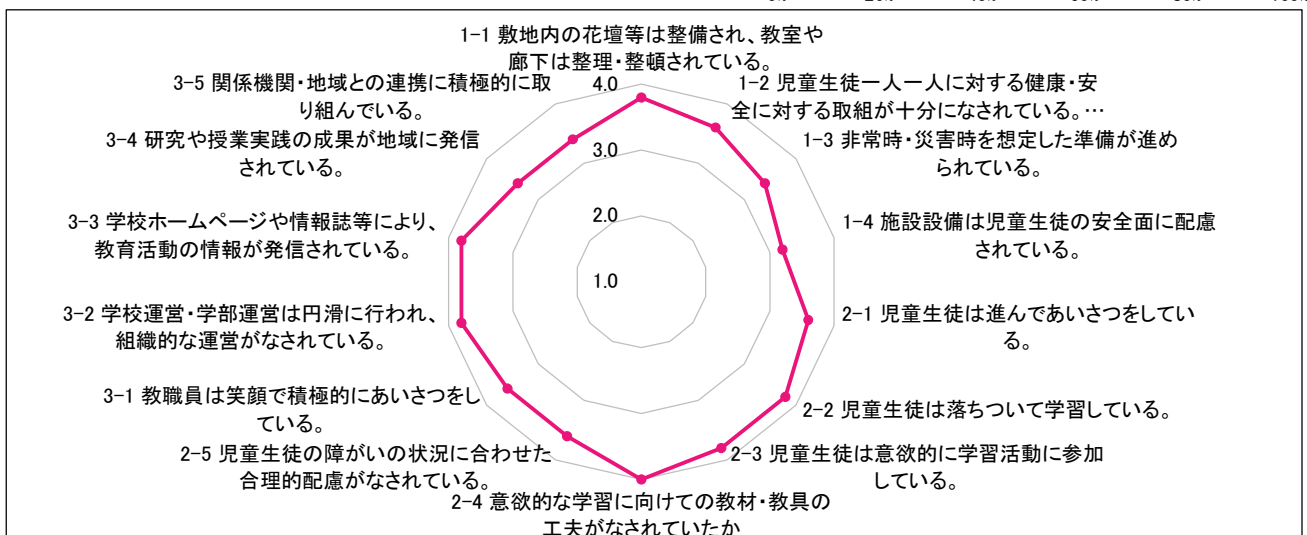 1-1 敷地内の花壇等は整備され、教室や
廊下は整理・整頓されている。
1-2 児童生徒一人一人に対する健康・安
全に対する取組が十分になされている。…
1-3 非常時・災害時を想定した準備が進め
られている。
1-4 施設設備は児童生徒の安全面に配慮
されている。
2-1 児童生徒は進んであいさつをしてい
る。
2-2 児童生徒は落ちついて学習している。
2-3 児童生徒は意欲的に学習活動に参加
している。
2-4 意欲的な学習に向けての教材・教具の
工夫がなされていたか
2-5 児童生徒の障がいの状況に合わせた
合理的配慮がなされている。
3-1 教職員は笑顔で積極的にあいさつをし
ている。
3-2 学校運営・学部運営は円滑に行われ、
組織的な運営がなされている。
3-3 学校ホームページや情報誌等により、
教育活動の情報が発信されている。
3-4 研究や授業実践の成果が地域に発信
されている。
3-5 関係機関・地域との連携に積極的に取
り組んでいる。
4.0
3.0
2.0
1.0